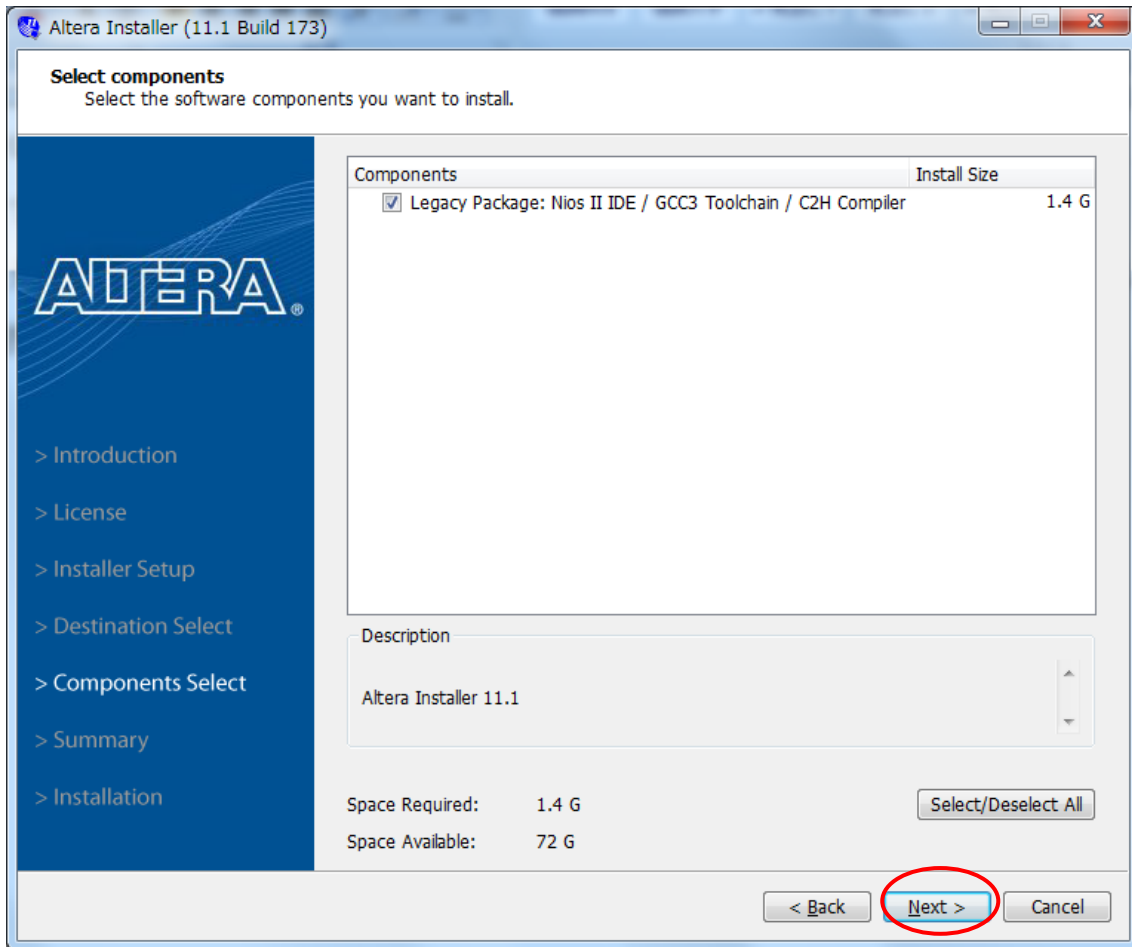 Altera Installer (11.1 Build 173)
Select components
Select the software components you want to install.
Components Install Size
Legacy Package: Nios II IDE / GCC3 Toolchain / C2H Compiler 1.4 G
ALTERA®
> Introduction
> License
> Installer Setup
> Destination Select
> Components Select
> Summary
> Installation
Description
Altera Installer 11.1
Space Required: 1.4 G
Select/Deselect All
Space Available: 72 G
< Back
Next >
Cancel